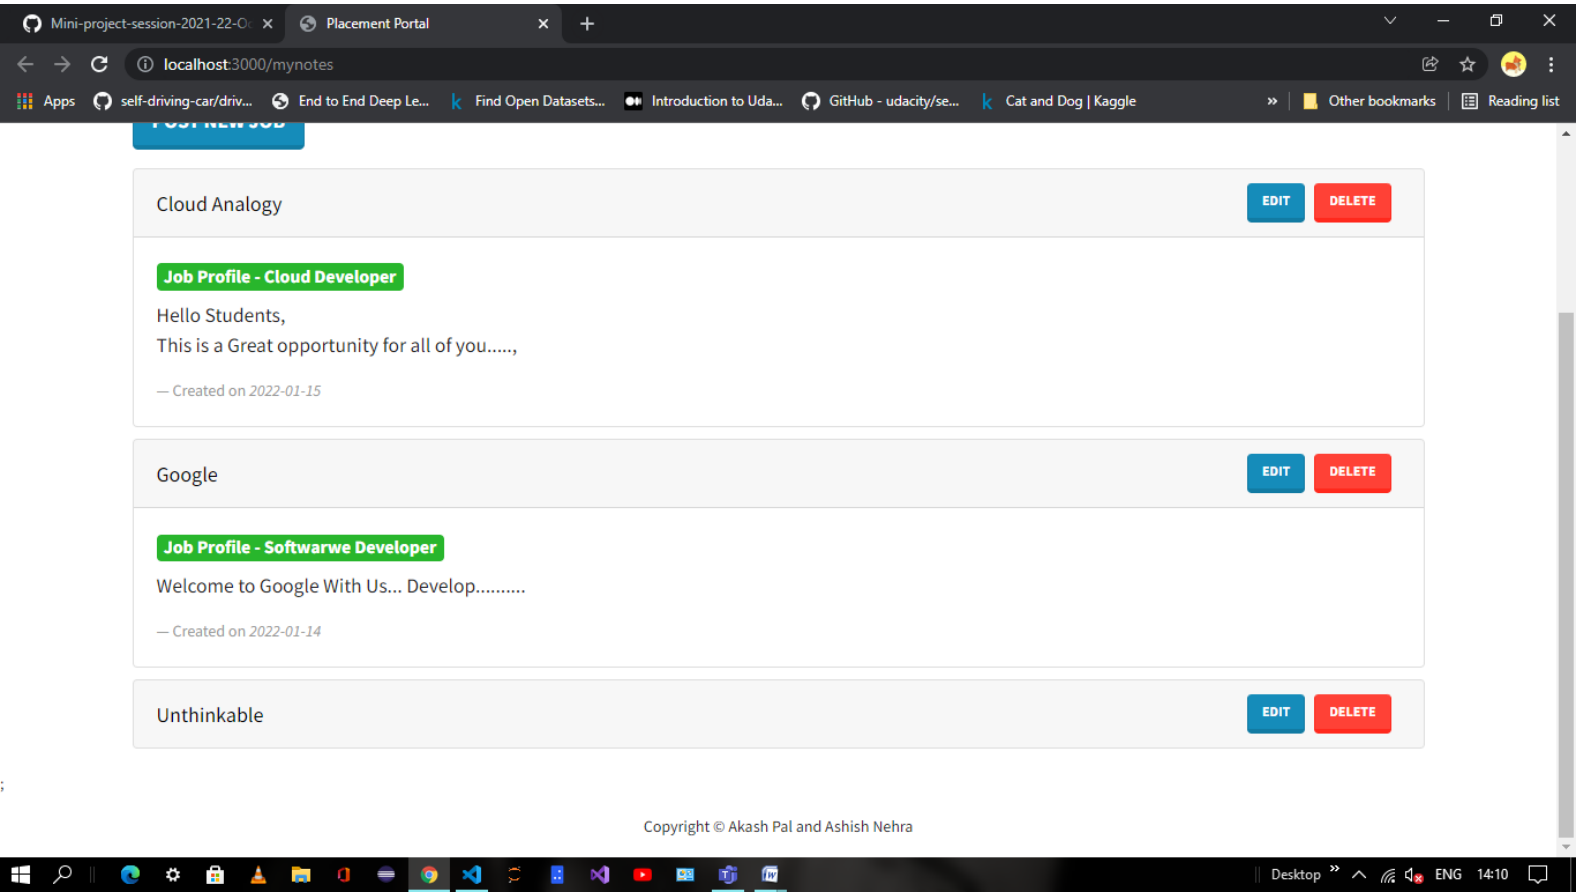 Mini-project-session-2021-22-Oc
Placement Portal
localhost:3000/mynotes
Apps
self-driving-car/driv...
End to End Deep Le...
k Find Open Datasets...
Introduction to Uda...
GitHub - udacity/se...
k Cat and Dog | Kaggle
»
Other bookmarks
Reading list
POST NEW JOB
Cloud Analogy
EDIT
DELETE
Job Profile - Cloud Developer
Hello Students,
This is a Great opportunity for all of you.....,
— Created on 2022-01-15
Google
EDIT
DELETE
Job Profile - Softwarwe Developer
Welcome to Google With Us... Develop..........
— Created on 2022-01-14
Unthinkable
EDIT
DELETE
;
Copyright © Akash Pal and Ashish Nehra
Desktop » ENG 14:10